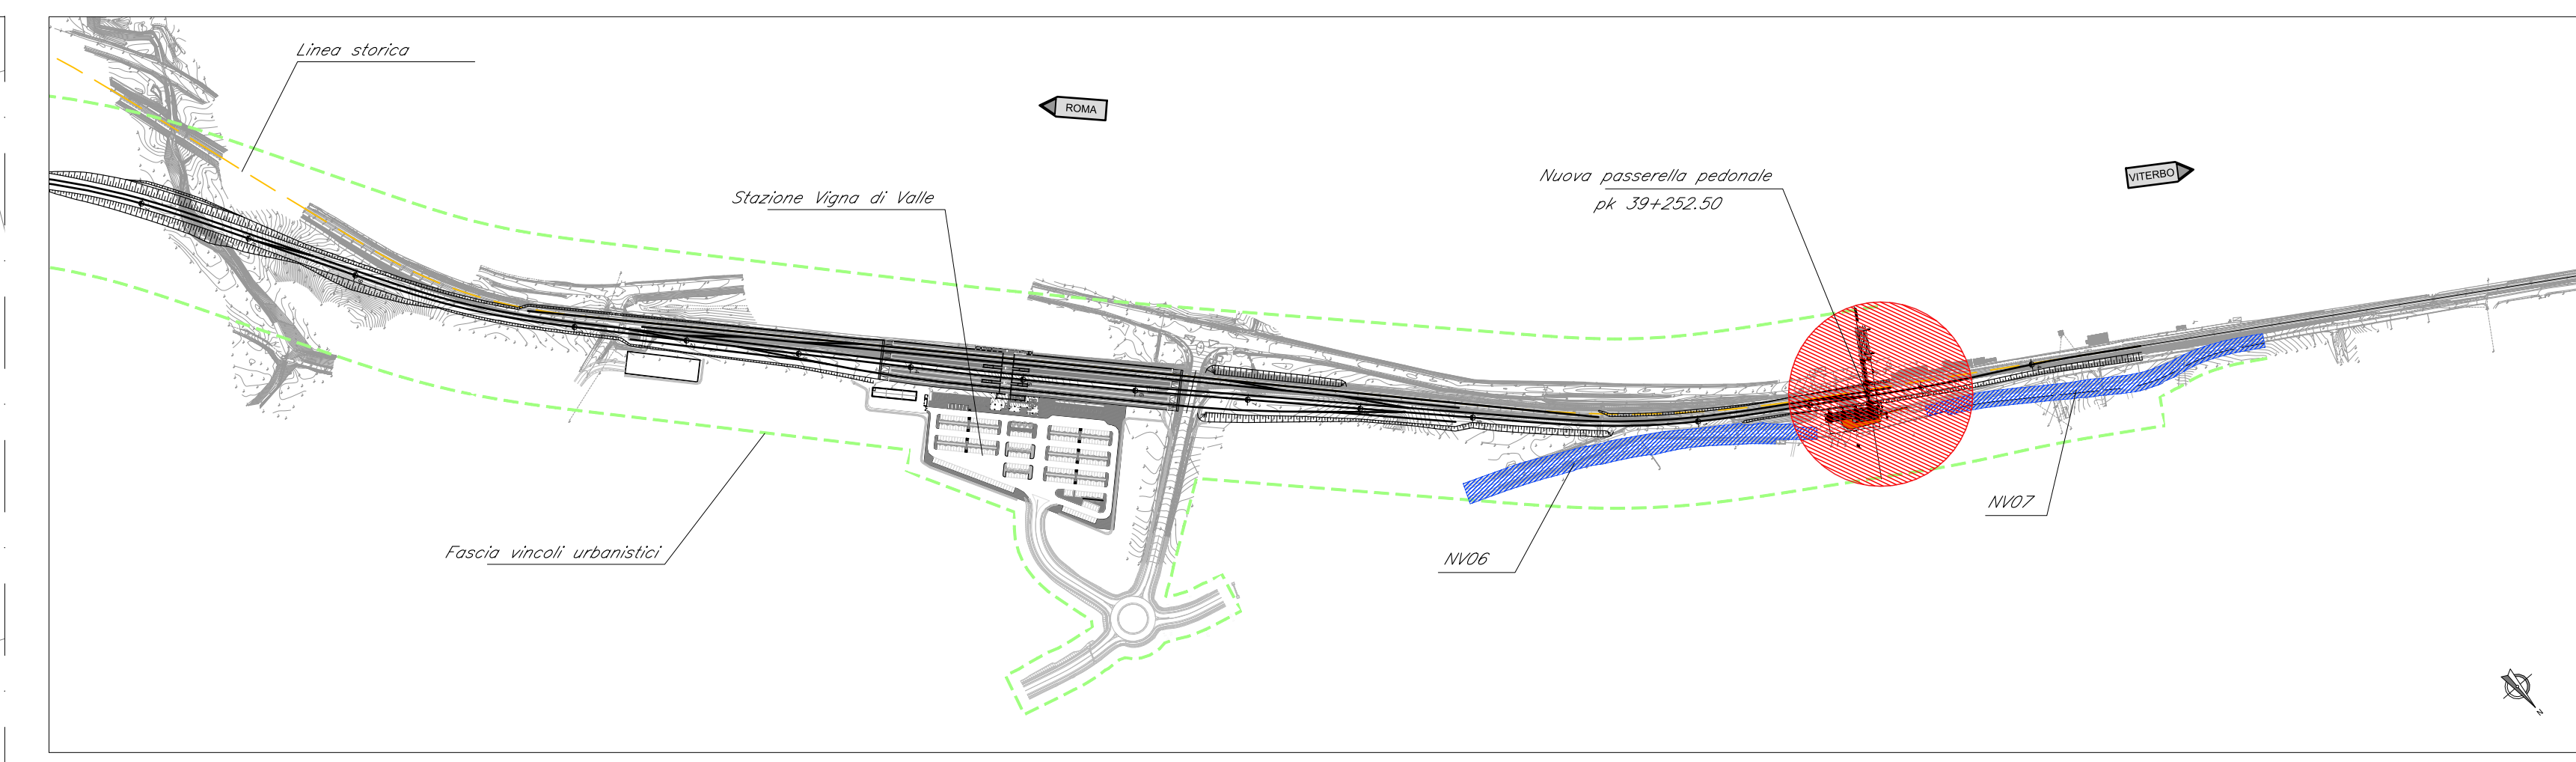 Linea storica
ROMA
Nuova passerella pedonale
pk 39+252.50
VITERBO
Stazione Vigna di Valle
NV07
Fascia vincoli urbanistici
NV06
N